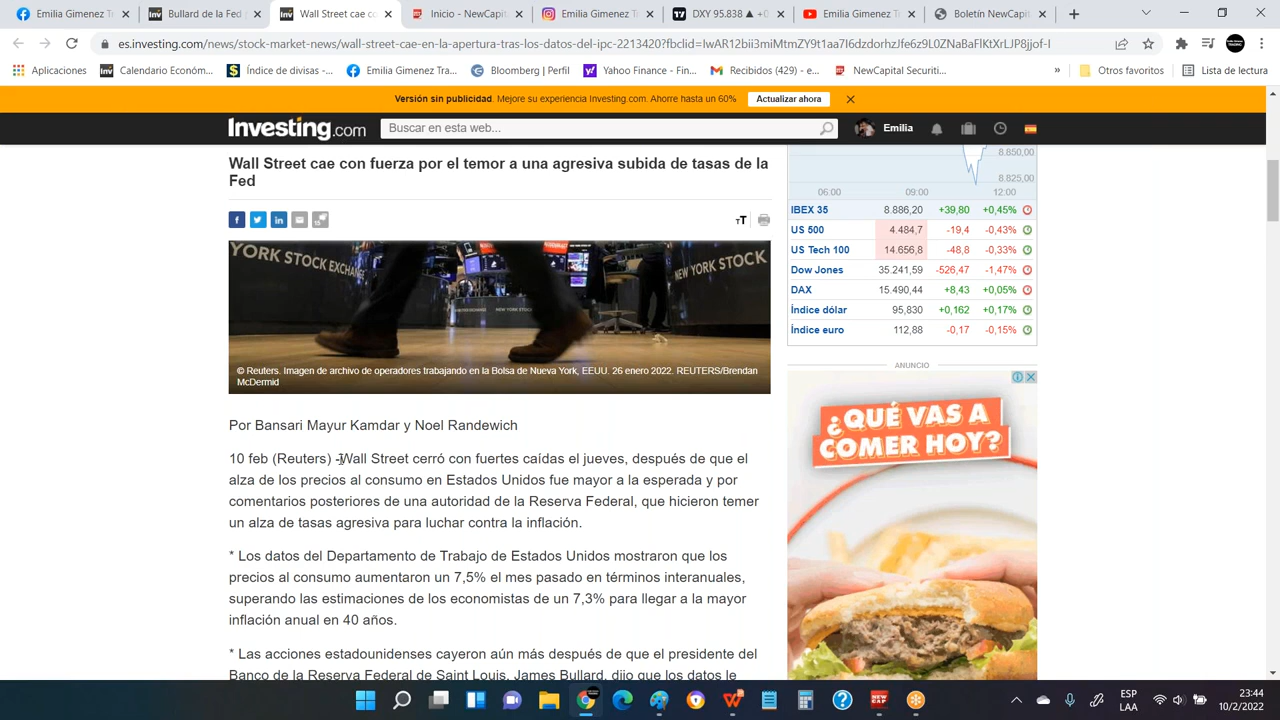 Emilia Gimenez T
Bullard de la Fed
Wall Street cae co
Inicio - NewCapit
Emilia Gimenez T
DXY 95.838 ▲ +0
Emilia Gimenez T
Boletín NewCapi
es.investing.com/news/stock-market-news/wall-street-cae-en-la-apertura-tras-los-datos-del-ipc-2213420?fbclid=
Aplicaciones
Calendario Económ...
Índice de divisas -...
Emilia Gimenez Tra...
Bloomberg | Perfil
Yahoo Finance - Fin...
Recibidos (429) - e...
NewCapital Securiti...
»
Otros favoritos
Lista de lectura
Versión sin publicidad. Mejore su experiencia Investing.com. Ahorre hasta un 60%
Actualizar ahora
Investing.com
Buscar en esta web...
Emilia
Wall Street cae con fuerza por el temor a una agresiva subida de tasas de la
Fed
TT
NEW YORK STOCK
© Reuters. Imagen de archivo de operadores trabajando en la Bolsa de Nueva York, EEUU. 26 enero 2022. REUTERS/Brendan
McDermid
Por Bansari Mayur Kamdar y Noel Randewich
10 feb (Reuters) -Wall Street cerró con fuertes caídas el jueves, después de que el
alza de los precios al consumo en Estados Unidos fue mayor a la esperada y por
comentarios posteriores de una autoridad de la Reserva Federal, que hicieron temer
un alza de tasas agresiva para luchar contra la inflación.
* Los datos del Departamento de Trabajo de Estados Unidos mostraron que los
precios al consumo aumentaron un 7,5% el mes pasado en términos interanuales,
superando las estimaciones de los economistas de un 7,3% para llegar a la mayor
inflación anual en 40 años.
* Las acciones estadounidenses cayeron aún más después de que el presidente del
Banco de la Reserva Federal de Saint Louis, James Bullard, dijo que los datos le
8.850,00
8.825,00
06:00 09:00 12:00
IBEX 35 8.886,20 +39,80 +0,45%
US 500 4.484,7 -19,4 -0,43%
US Tech 100 14.656,8 -48,8 -0,33%
Dow Jones 35.241,59 -526,47 -1,47%
DAX 15.490,44 +8,43 +0,05%
Índice dólar 95,830 +0,162 +0,17%
Índice euro 112,88 -0,17 -0,15%
ANUNCIO
¿QUÉ VAS A
COMER HOY?
NEW CAP
ESP
LAA
23:44
10/2/2022